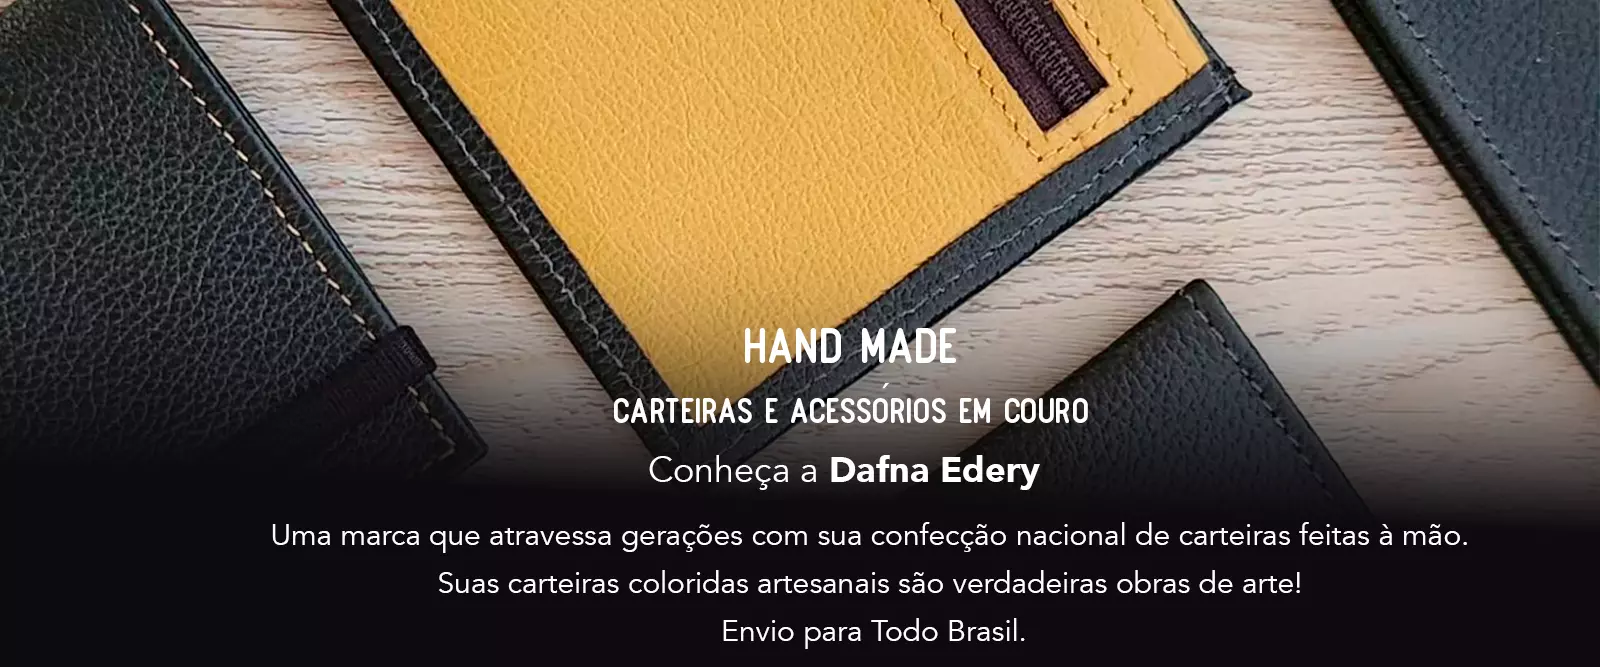 HAND MADE
CARTEIRAS E ACESSÓRIOS EM COURO
Conheça a Dafna Edery
Uma marca que atravessa gerações com sua confecção nacional de carteiras feitas à mão.
Suas carteiras coloridas artesanais são verdadeiras obras de arte!
Envio para Todo Brasil.